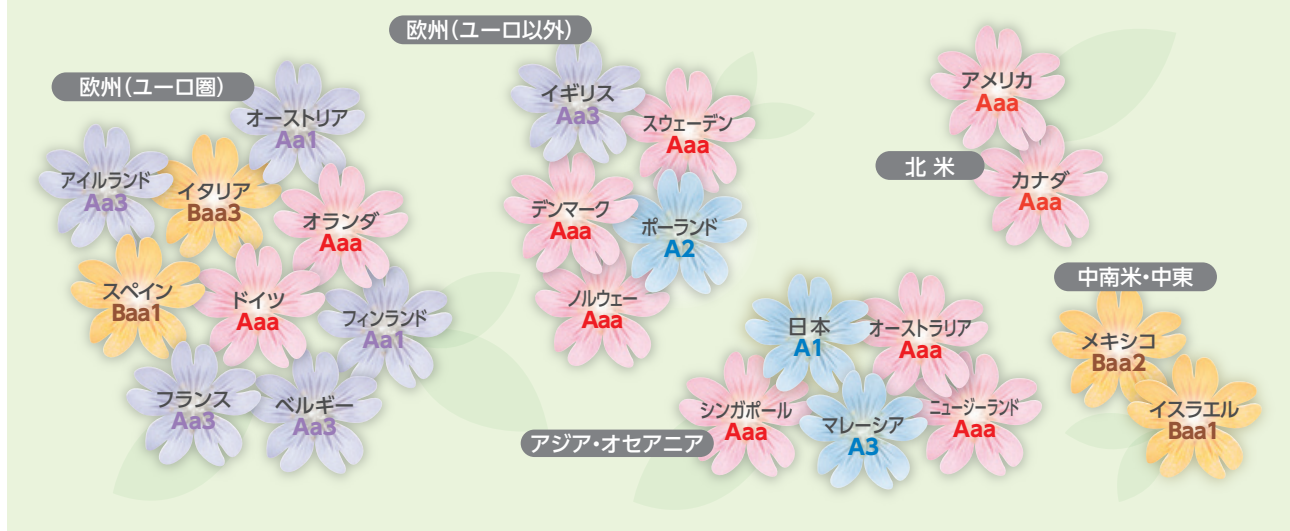 欧州(ユーロ圏)
オーストリア
Aa1
アイルランド
Aa3
イタリア
Baa3
オランダ
Aaa
スペイン
Baa1
ドイツ
Aaa
フィンランド
Aa1
フランス
Aa3
ベルギー
Aa3
欧州(ユーロ以外)
イギリス
Aa3
スウェーデン
Aaa
デンマーク
Aaa
ポーランド
A2
ノルウェー
Aaa
北米
アメリカ
Aaa
カナダ
Aaa
アジア・オセアニア
日本
A1
オーストラリア
Aaa
シンガポール
Aaa
マレーシア
A3
ニュージーランド
Aaa
中南米・中東
メキシコ
Baa2
イスラエル
Baa1